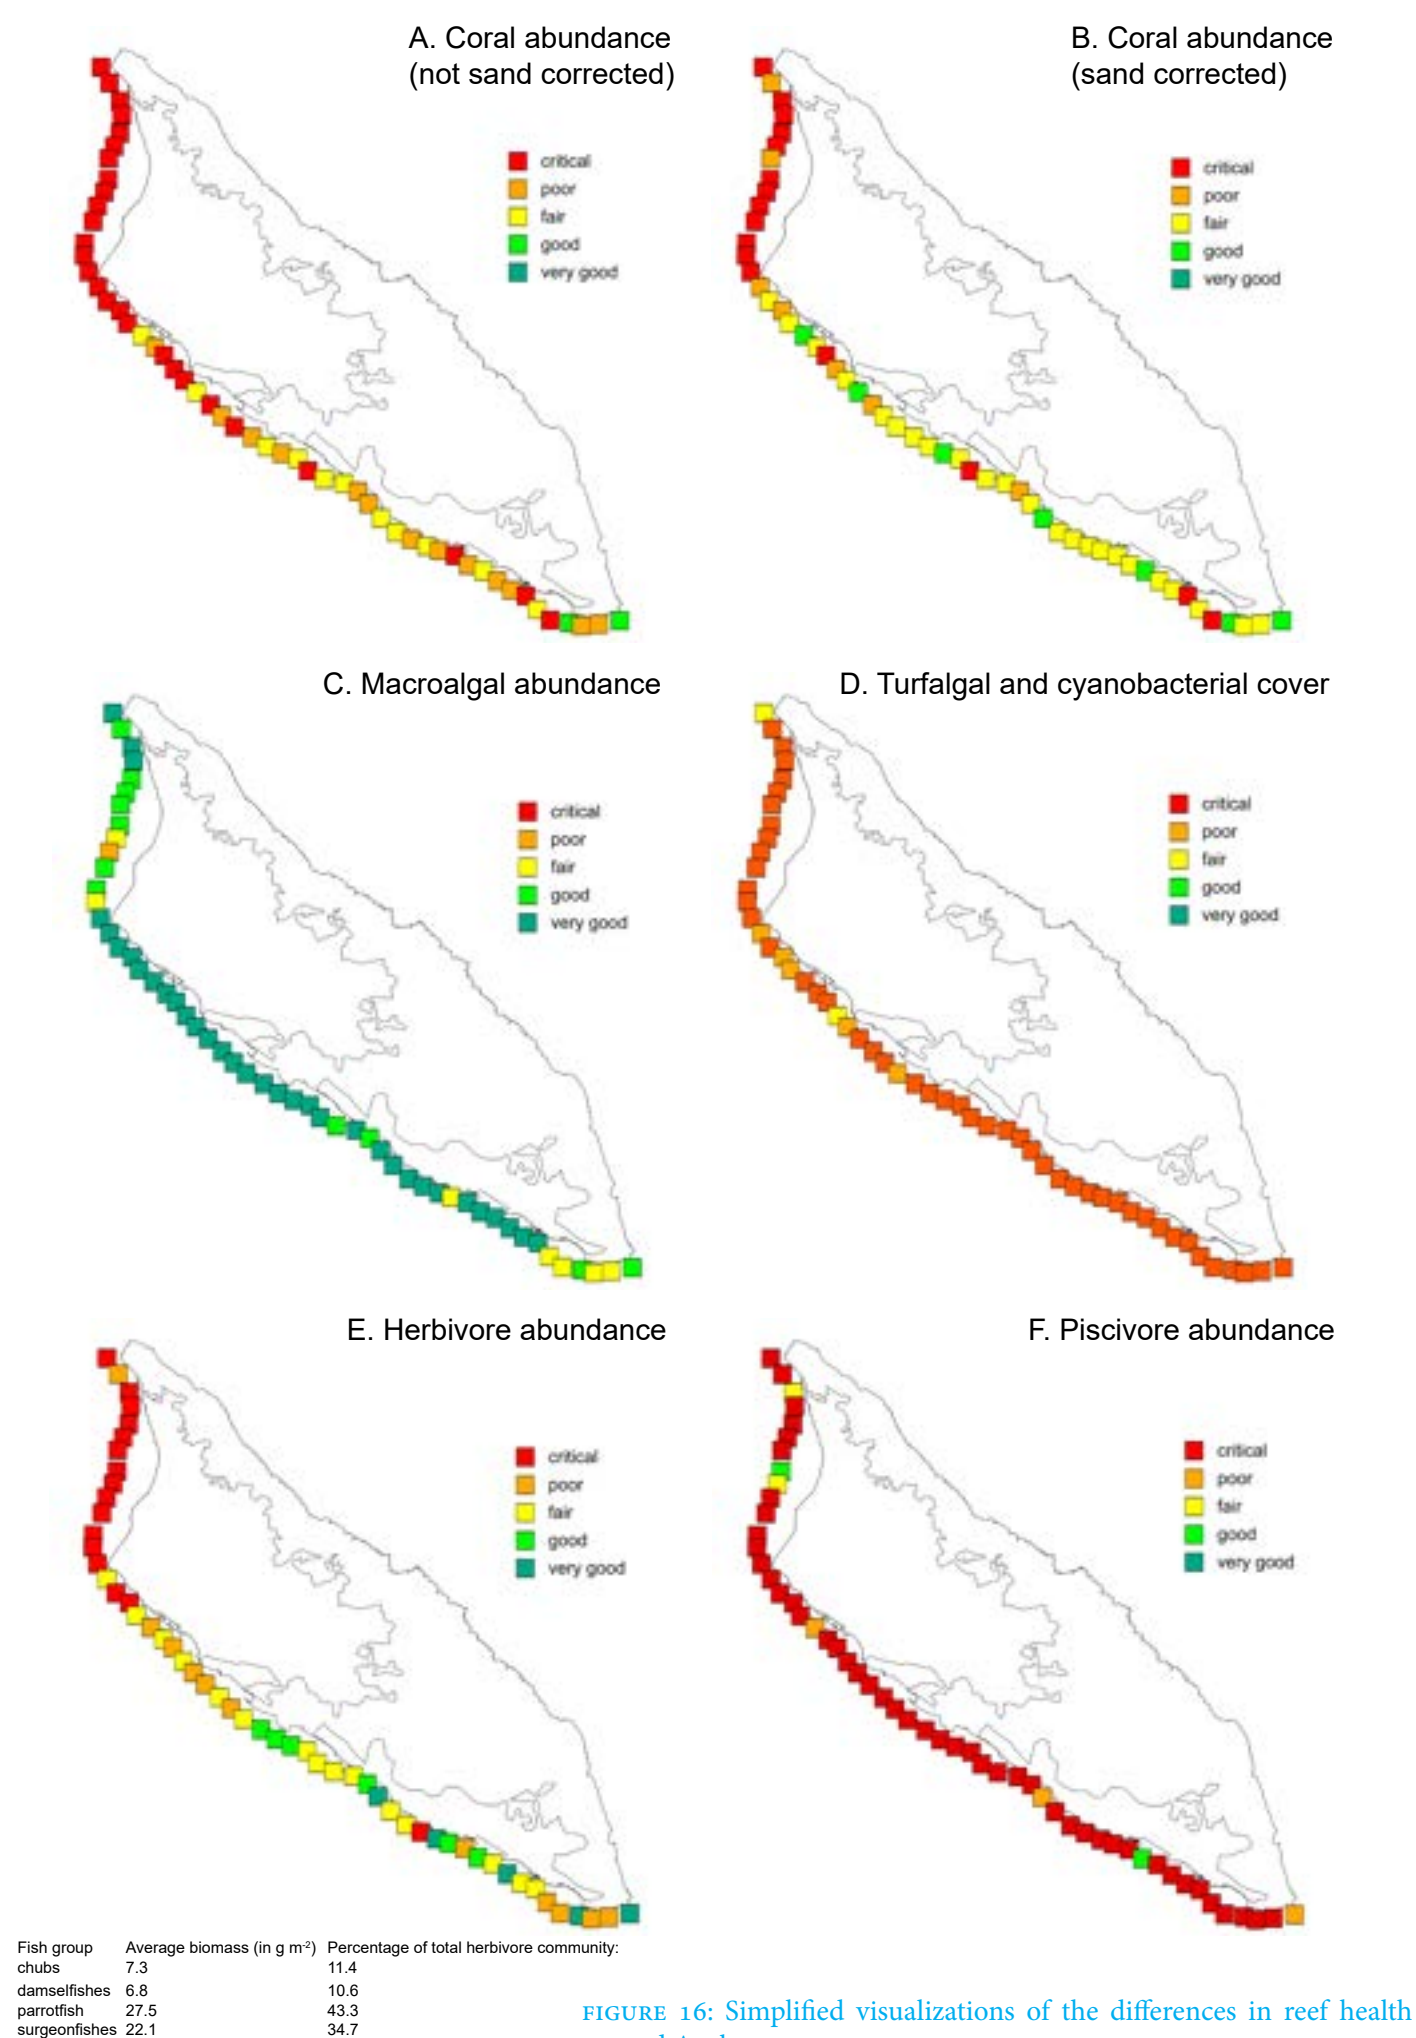 A. Coral abundance
(not sand corrected)
critical
poor
fair
good
very good
B. Coral abundance
(sand corrected)
critical
poor
fair
good
very good
C. Macroalgal abundance
critical
poor
fair
good
very good
D. Turfalgal and cyanobacterial cover
critical
poor
fair
good
very good
E. Herbivore abundance
critical
poor
fair
good
very good
F. Piscivore abundance
critical
poor
fair
good
very good
Fish group Average biomass (in g m-2) Percentage of total herbivore community:
chubs 7.3 11.4
damselfishes 6.8 10.6
parrotfish 27.5 43.3
surgeonfishes 22.1 34.7
FIGURE 16: Simplified visualizations of the differences in reef health